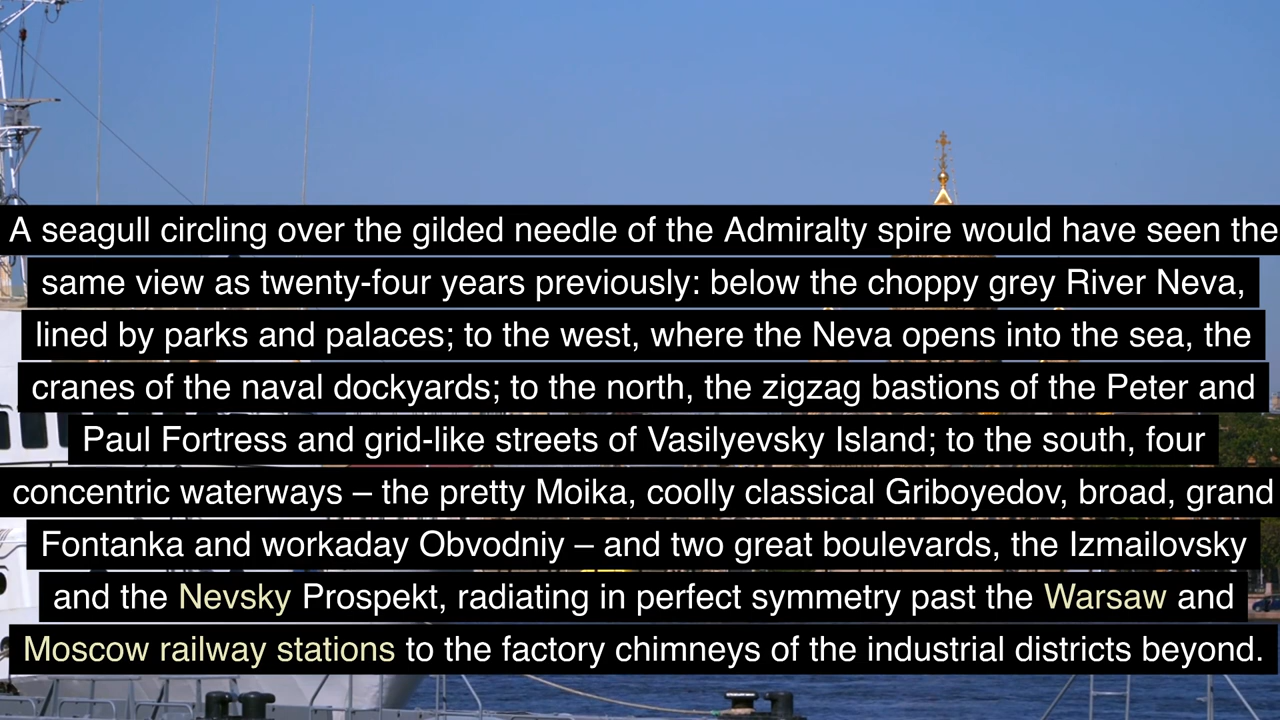 A seagull circling over the gilded needle of the Admiralty spire would have seen the
same view as twenty-four years previously: below the choppy grey River Neva,
lined by parks and palaces; to the west, where the Neva opens into the sea, the
cranes of the naval dockyards; to the north, the zigzag bastions of the Peter and
Paul Fortress and grid-like streets of Vasilyevsky Island; to the south, four
concentric waterways – the pretty Moika, coolly classical Griboyedov, broad, grand
Fontanka and workaday Obvodniy – and two great boulevards, the Izmailovsky
and the Nevsky Prospekt, radiating in perfect symmetry past the Warsaw and
Moscow railway stations to the factory chimneys of the industrial districts beyond.